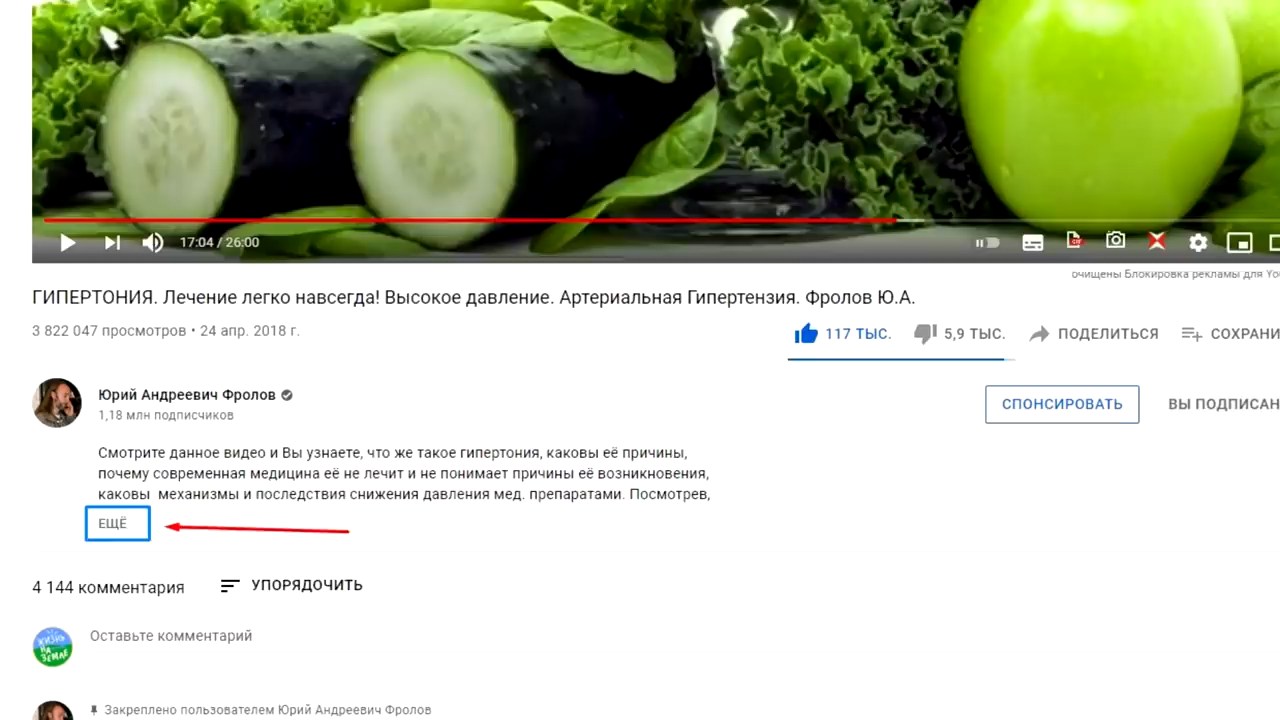 17:04 / 26:00
очищены Блокировка рекламы для
ГИПЕРТОНИЯ. Лечение легко навсегда! Высокое давление. Артериальная Гипертензия. Фролов Ю.А.
3 822 047 просмотров • 24 апр. 2018 г.
117 ТЫС. 5,9 ТЫС. ПОДЕЛИТЬСЯ СОХРАНИ
Юрий Андреевич Фролов
1,18 млн подписчиков
СПОНСИРОВАТЬ ВЫ ПОДПИСАН
Смотрите данное видео и Вы узнаете, что же такое гипертония, каковы её причины,
почему современная медицина её не лечит и не понимает причины её возникновения,
каковы механизмы и последствия снижения давления мед. препаратами. Посмотрев,
ЕЩЁ
4 144 комментария УПОРЯДОЧИТЬ
ЖИЗНЬ
НА
ЗЕМЛЕ
Оставьте комментарий
Закреплено пользователем Юрий Андреевич Фролов